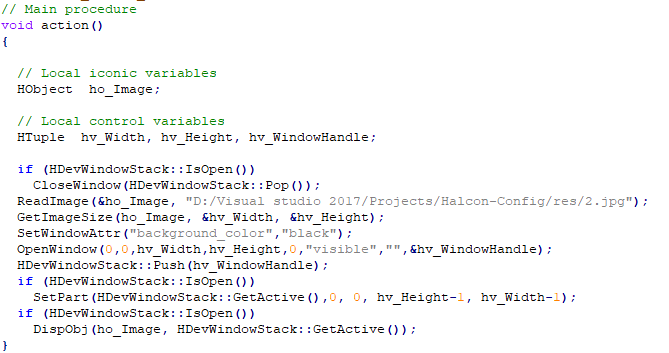 // Main procedure
void action()
{
// Local iconic variables
HObject  ho_Image;
// Local control variables
HTuple  hv_Width, hv_Height, hv_WindowHandle;
if (HDevWindowStack::IsOpen())
CloseWindow(HDevWindowStack::Pop());
ReadImage(&ho_Image, "D:/Visual studio 2017/Projects/Halcon-Config/res/2.jpg");
GetImageSize(ho_Image, &hv_Width, &hv_Height);
SetWindowAttr("background_color","black");
OpenWindow(0,0,hv_Width,hv_Height,0,"visible","",&hv_WindowHandle);
HDevWindowStack::Push(hv_WindowHandle);
if (HDevWindowStack::IsOpen())
SetPart(HDevWindowStack::GetActive(),0, 0, hv_Height-1, hv_Width-1);
if (HDevWindowStack::IsOpen())
DispObj(ho_Image, HDevWindowStack::GetActive());
}